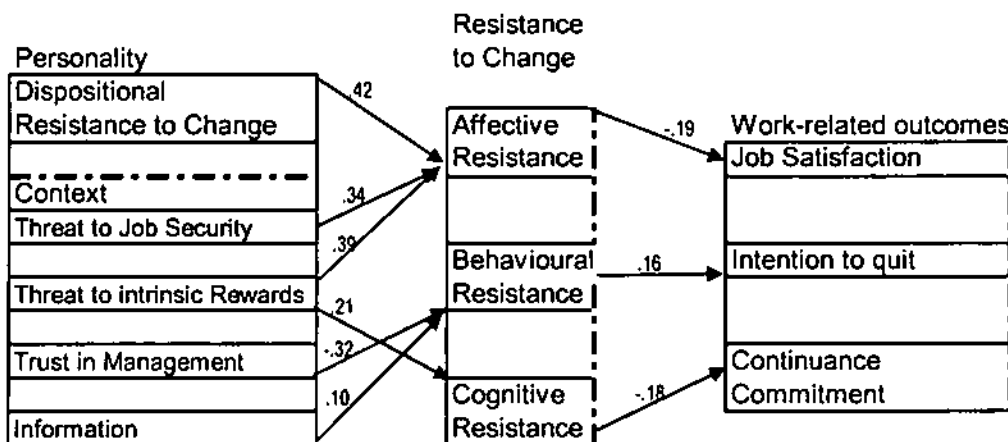 Personality
Dispositional
Resistance to Change
Context
Threat to Job Security
Threat to intrinsic Rewards
Trust in Management
Information
.42
.34
.39
.21
-.32
.10
Resistance
to Change
Affective
Resistance
Behavioural
Resistance
Cognitive
Resistance
-.19
.16
-.18
Work-related outcomes
Job Satisfaction
Intention to quit
Continuance
Commitment